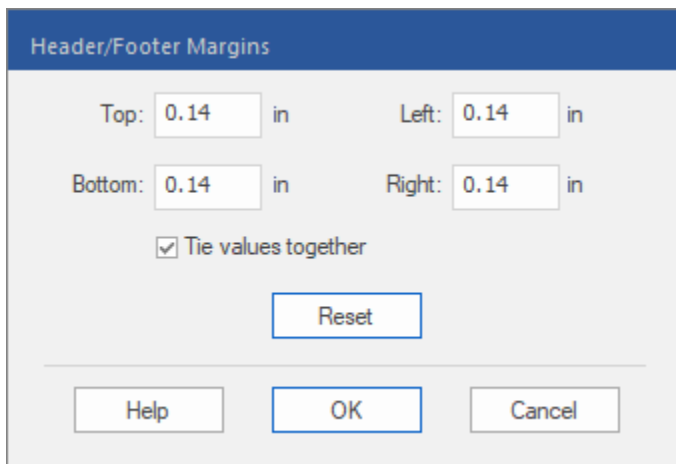 Header/Footer Margins
Top: 0.14 in Left: 0.14 in
Bottom: 0.14 in Right: 0.14 in
Tie values together
Reset
Help OK Cancel